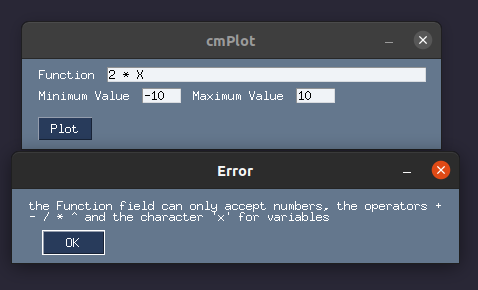 cmPlot
Function 2 * X
Minimum Value -10 Maximum Value 10
Plot
Error
the Function field can only accept numbers, the operators +
- / * ^ and the character 'x' for variables
OK